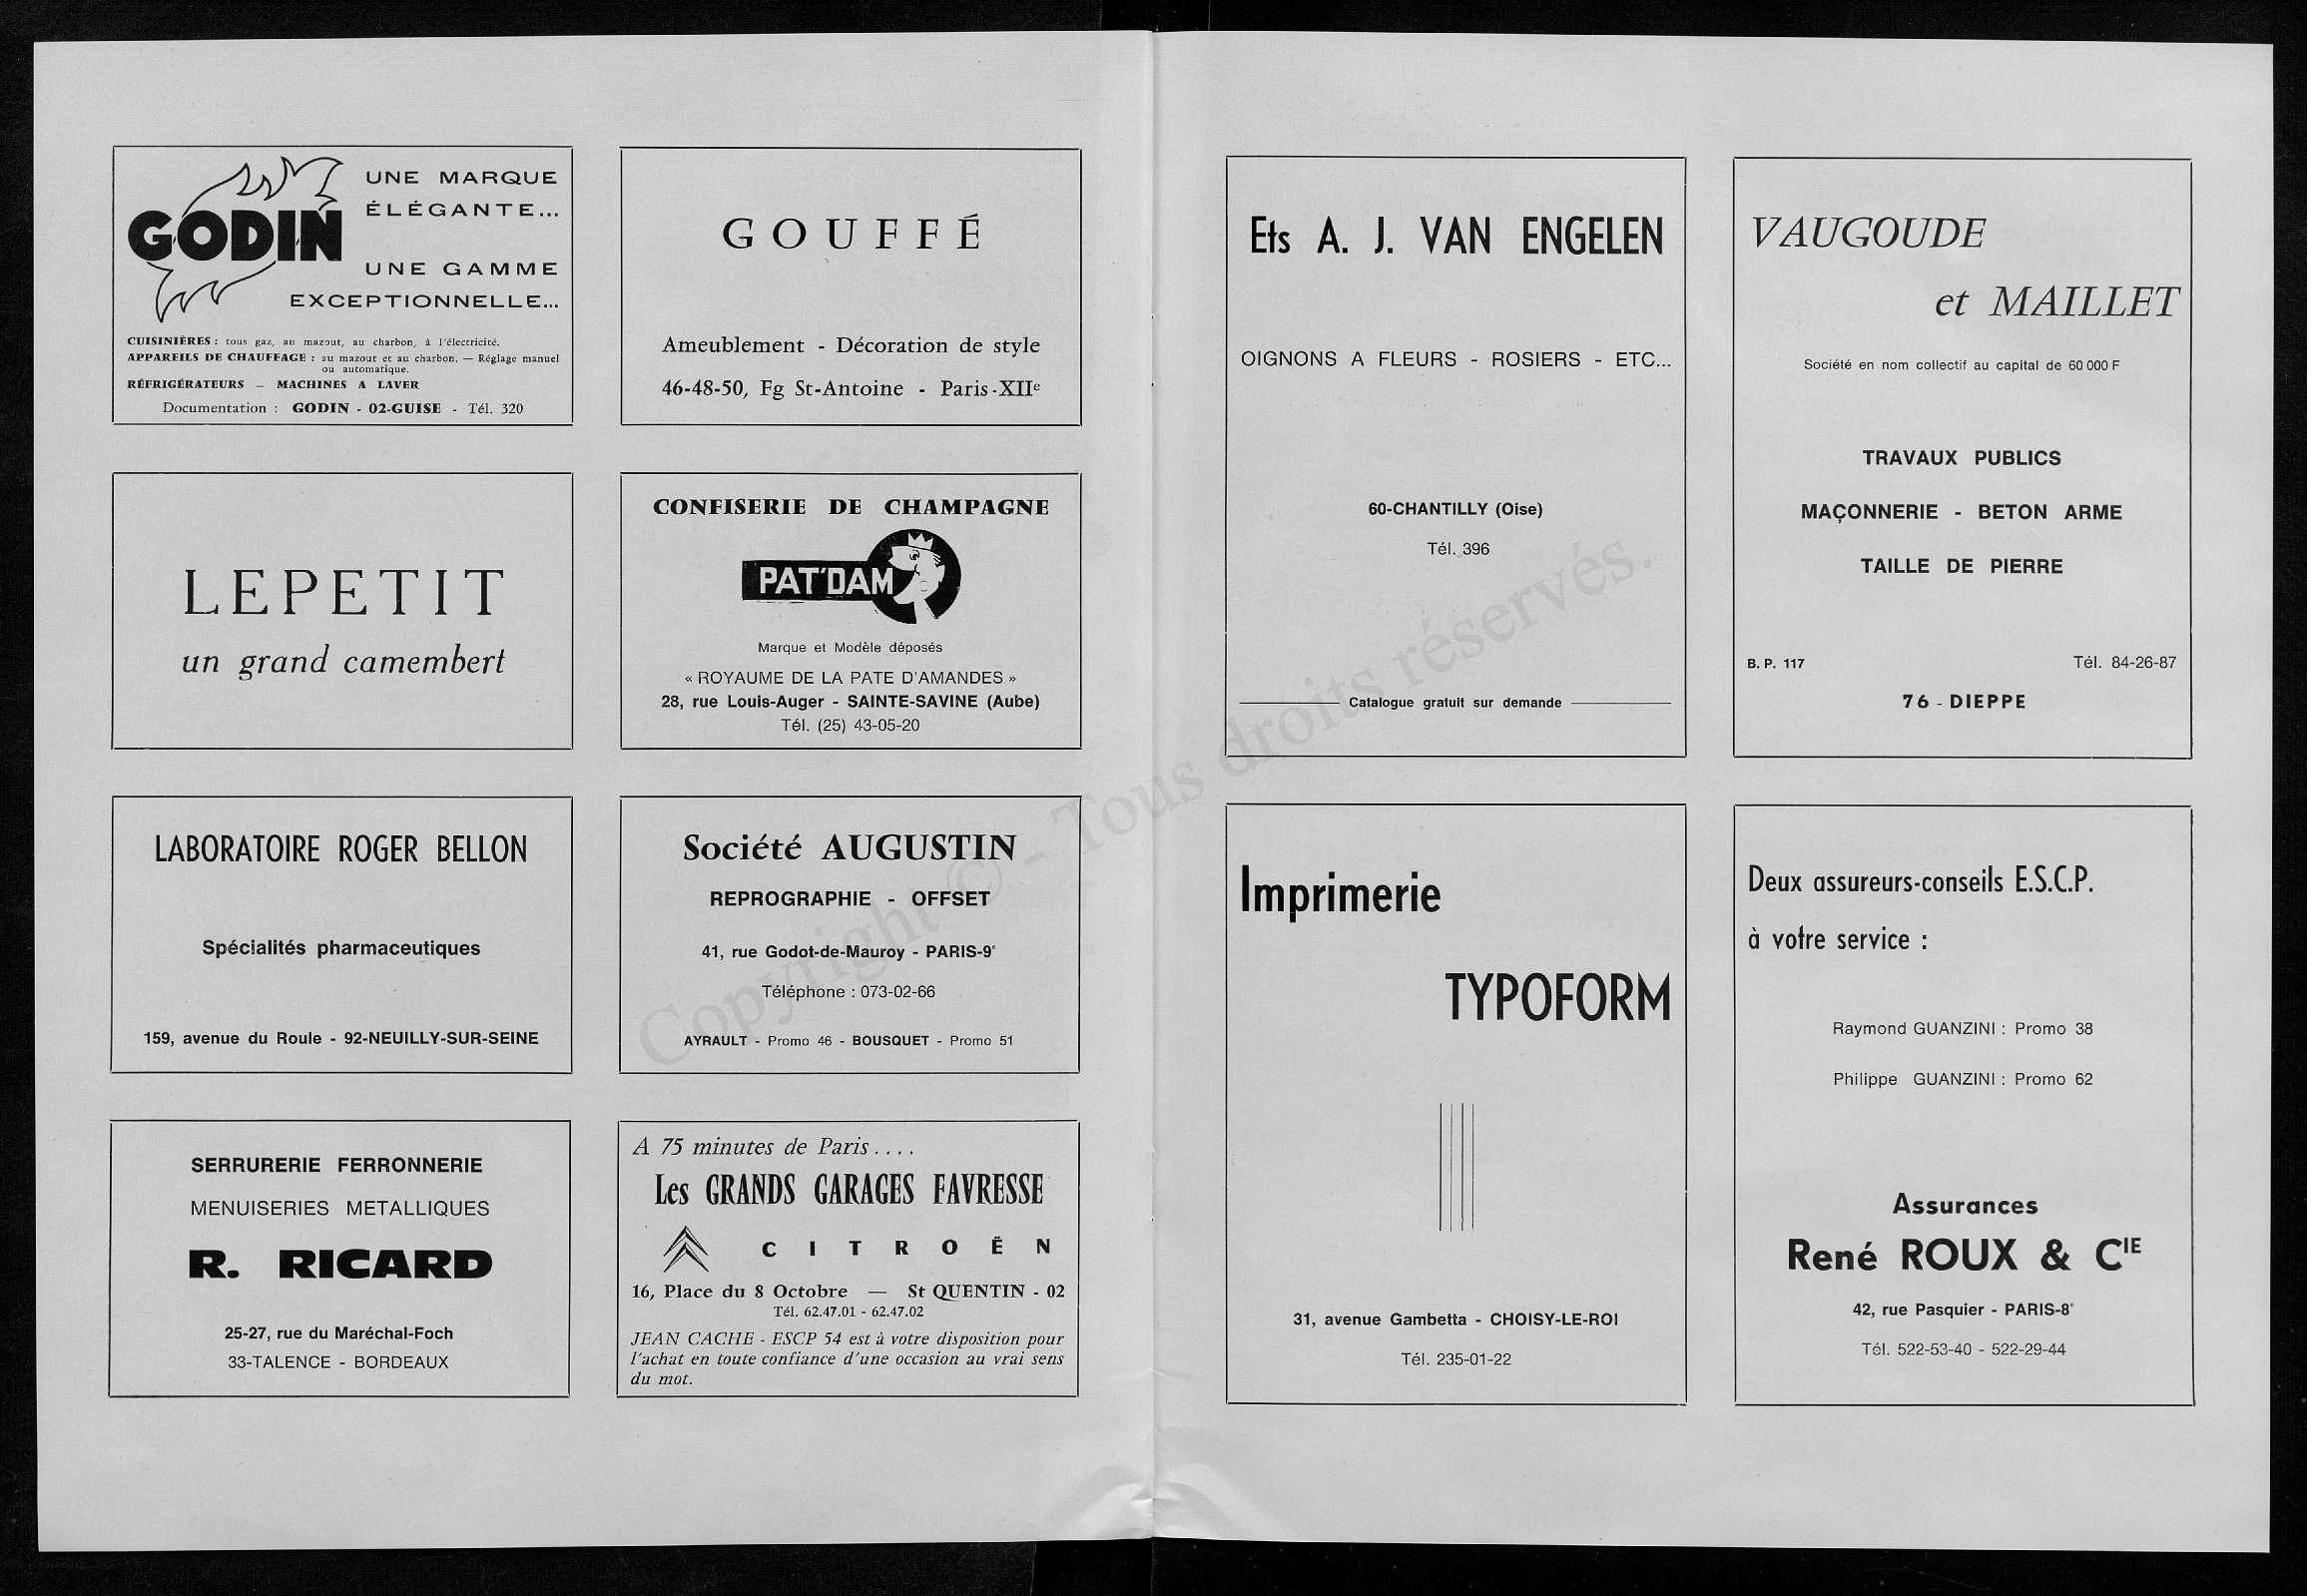 GODIN
UNE MARQUE
ÉLÉGANTE...
UNE GAMME
EXCEPTIONNELLE...
CUISINIÈRES : tous gaz, au mazout, au charbon, à l'électricité.
APPAREILS DE CHAUFFAGE : au mazout et au charbon. — Réglage manuel
ou automatique.
RÉFRIGÉRATEURS — MACHINES A LAVER
Documentation : GODIN - 02-GUISE - Tél. 320
GOUFFÉ
Ameublement - Décoration de style
46-48-50, Fg St-Antoine - Paris-XIIe
LEPETIT
un grand camembert
CONFISERIE DE CHAMPAGNE
PAT'DAM
Marque et Modèle déposés
« ROYAUME DE LA PATE D'AMANDES »
28, rue Louis-Auger - SAINTE-SAVINE (Aube)
Tél. (25) 43-05-20
LABORATOIRE ROGER BELLON
Spécialités pharmaceutiques
159, avenue du Roule - 92-NEUILLY-SUR-SEINE
Société AUGUSTIN
REPROGRAPHIE - OFFSET
41, rue Godot-de-Mauroy - PARIS-9e
Téléphone : 073-02-66
AYRAULT - Promo 46 - BOUSQUET - Promo 51
SERRURERIE FERRONNERIE
MENUISERIES METALLIQUES
R. RICARD
25-27, rue du Maréchal-Foch
33-TALENCE - BORDEAUX
A 75 minutes de Paris....
Les GRANDS GARAGES FAVRESSE
CITROËN
16, Place du 8 Octobre — St QUENTIN - 02
Tél. 62.47.01 - 62.47.02
JEAN CACHE - ESCP 54 est à votre disposition pour
l'achat en toute confiance d'une occasion au vrai sens
du mot.
Ets A. J. VAN ENGELEN
OIGNONS A FLEURS - ROSIERS - ETC...
60-CHANTILLY (Oise)
Tél. 396
Catalogue gratuit sur demande
VAUGOUDE
et MAILLET
Société en nom collectif au capital de 60 000 F
TRAVAUX PUBLICS
MAÇONNERIE - BETON ARME
TAILLE DE PIERRE
B. P. 117 Tél. 84-26-87
76 - DIEPPE
Imprimerie
TYPOFORM
31, avenue Gambetta - CHOISY-LE-ROI
Tél. 235-01-22
Deux assureurs-conseils E.S.C.P.
à votre service :
Raymond GUANZINI : Promo 38
Philippe GUANZINI : Promo 62
Assurances
René ROUX & CIE
42, rue Pasquier - PARIS-8e
Tél. 522-53-40 - 522-29-44
Copyright © - Tous droits réservés.